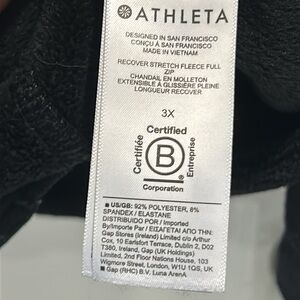 ATHLETA
DESIGNED IN SAN FRANCISCO
CONÇU À SAN FRANCISCO
MADE IN VIETNAM
RECOVER STRETCH FLEECE FULL
ZIP
CHANDAIL EN MOLLETON
EXTENSIBLE À GLISSIÈRE PLEINE
LONGUEUR RECOVER
3X
Certified
Certifiée
B
Entreprise
Corporation
■ US/GB: 92% POLYESTER, 8%
SPANDEX / ELASTANE
DISTRIBUIDO POR / Imported
By/Importe Par / ΕΙΣΑΓΕΤΑΙ ΑΠΟ ΤΗΝ:
Gap Stores (Ireland) Limited c/o Arthur
Cox, 10 Earlsfort Terrace, Dublin 2, D02
T380, Ireland, Gap (UK Holdings)
Limited, 2nd Floor Nations House, 103
Wigmore Street, London, W1U 1QS, UK
■ Gap (RHC) B.V. Luna ArenA